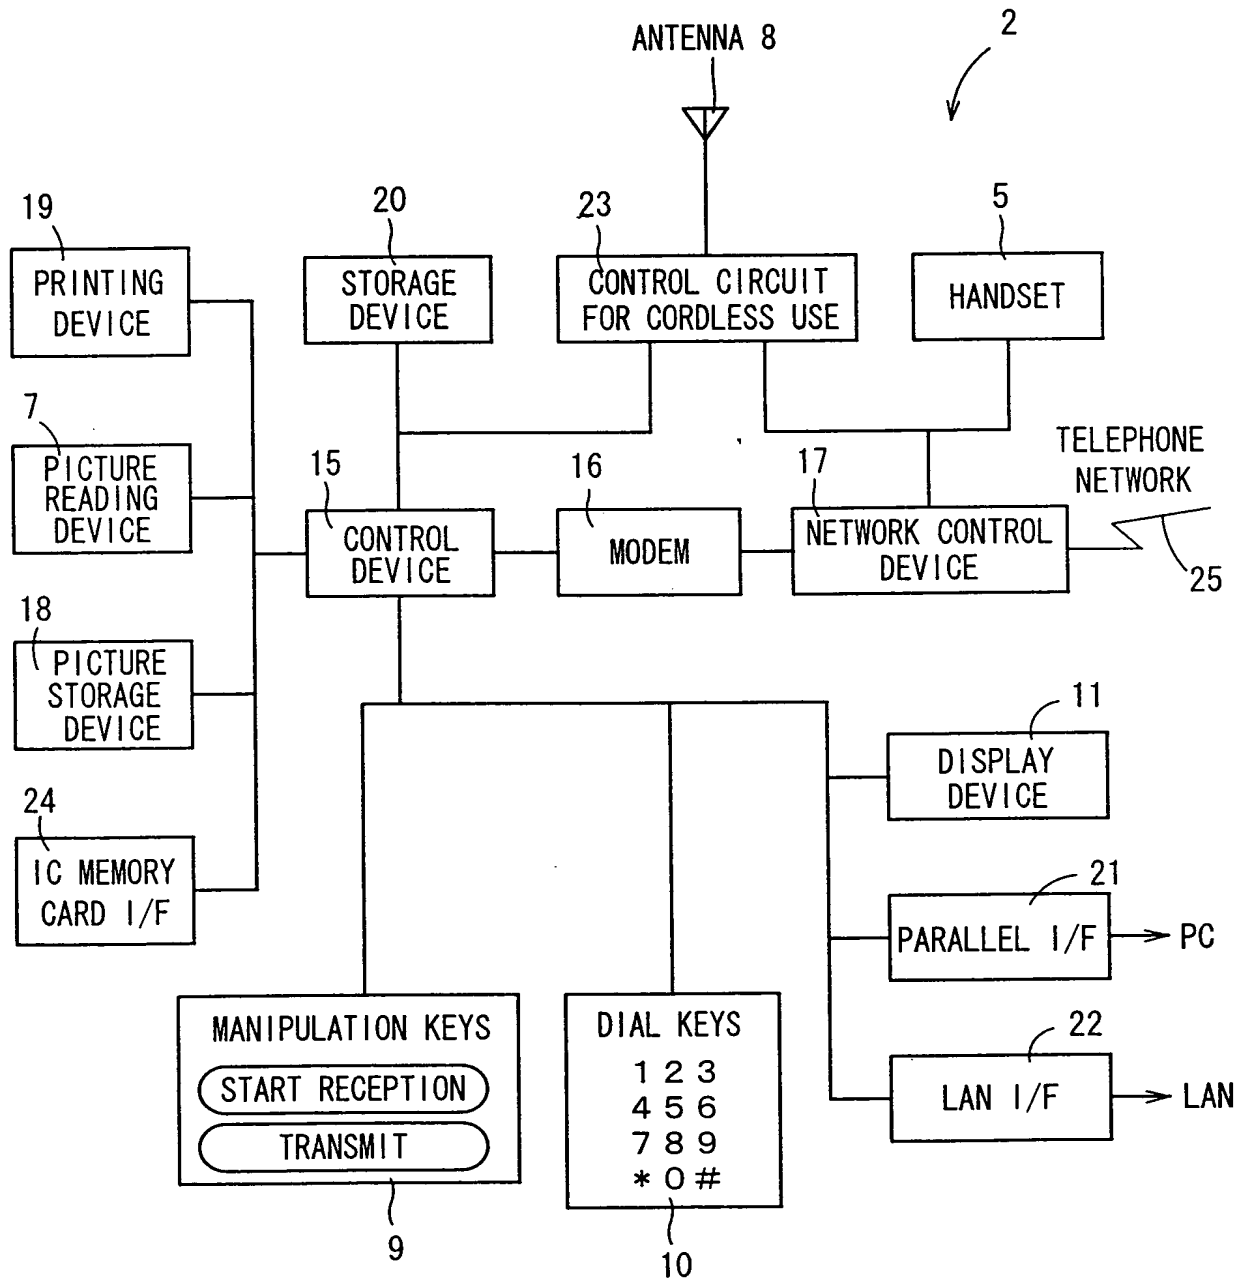 ANTENNA 8
2
19
PRINTING
DEVICE
20
STORAGE
DEVICE
23
CONTROL CIRCUIT
FOR CORDLESS USE
5
HANDSET
7
PICTURE
READING
DEVICE
15
CONTROL
DEVICE
16
MODEM
17
NETWORK CONTROL
DEVICE
TELEPHONE
NETWORK
25
18
PICTURE
STORAGE
DEVICE
24
IC MEMORY
CARD I/F
11
DISPLAY
DEVICE
21
PARALLEL I/F
PC
22
LAN I/F
LAN
MANIPULATION KEYS
START RECEPTION
TRANSMIT
9
DIAL KEYS
1 2 3
4 5 6
7 8 9
* 0 #
10